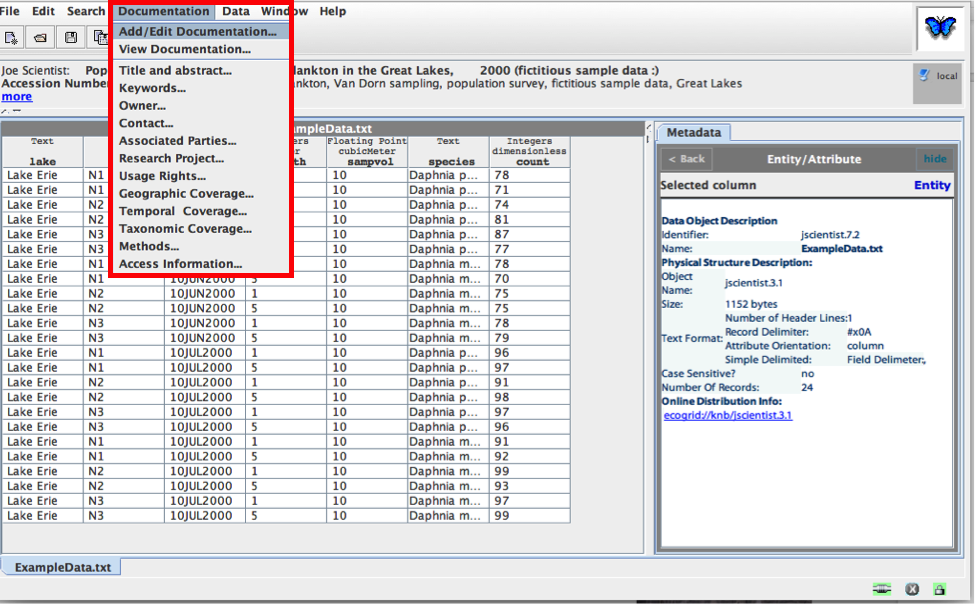 File Edit Search Documentation Data Window Help
Add/Edit Documentation...
View Documentation...
Title and abstract...
Keywords...
Owner...
Contact...
Associated Parties...
Research Project...
Usage Rights...
Geographic Coverage...
Temporal Coverage...
Taxonomic Coverage...
Methods...
Access Information...
Joe Scientist: Pop lankton in the Great Lakes, 2000 (fictitious sample data :)
Accession Number nkton, Van Dorn sampling, population survey, fictitious sample data, Great Lakes
more
local
mpleData.txt
Text Floating Point Text Integers
cubicMeter dimensionless
lake th sampvol species count
Lake Erie N1 10 Daphnia p... 78
Lake Erie N1 10 Daphnia p... 71
Lake Erie N2 10 Daphnia p... 74
Lake Erie N2 10 Daphnia p... 81
Lake Erie N3 10 Daphnia p... 87
Lake Erie N3 10 Daphnia p... 77
Lake Erie N1 10 Daphnia p... 78
Lake Erie N1 10JUN2000 5 10 Daphnia p... 70
Lake Erie N2 10JUN2000 1 10 Daphnia p... 75
Lake Erie N2 10JUN2000 5 10 Daphnia p... 75
Lake Erie N3 10JUN2000 1 10 Daphnia p... 78
Lake Erie N3 10JUN2000 5 10 Daphnia p... 79
Lake Erie N1 10JUL2000 1 10 Daphnia p... 96
Lake Erie N1 10JUL2000 5 10 Daphnia p... 97
Lake Erie N2 10JUL2000 1 10 Daphnia p... 91
Lake Erie N2 10JUL2000 5 10 Daphnia p... 98
Lake Erie N3 10JUL2000 1 10 Daphnia p... 97
Lake Erie N3 10JUL2000 5 10 Daphnia p... 96
Lake Erie N1 10JUL2000 1 10 Daphnia m... 91
Lake Erie N1 10JUL2000 5 10 Daphnia m... 92
Lake Erie N2 10JUL2000 1 10 Daphnia m... 99
Lake Erie N2 10JUL2000 5 10 Daphnia m... 93
Lake Erie N3 10JUL2000 1 10 Daphnia m... 97
Lake Erie N3 10JUL2000 5 10 Daphnia m... 99
ExampleData.txt
Metadata
< Back Entity/Attribute hide
Selected column Entity
Data Object Description
Identifier: jscientist.7.2
Name: ExampleData.txt
Physical Structure Description:
Object Name: jscientist.3.1
Size: 1152 bytes
Text Format: Number of Header Lines:1
Record Delimiter: #x0A
Attribute Orientation: column
Simple Delimited: Field Delimeter:,
Case Sensitive? no
Number Of Records: 24
Online Distribution Info:
ecogrid://knb/jscientist.3.1